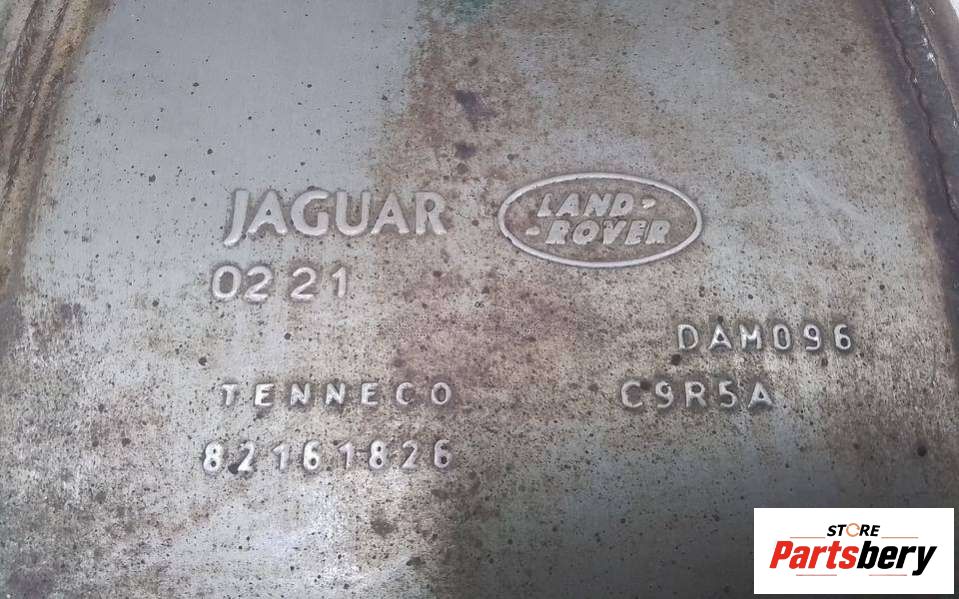 JAGUAR
LAND-
-ROVER
02 21
DAM096
TENNECO
C9R5A
82161826
STORE
Partsbery